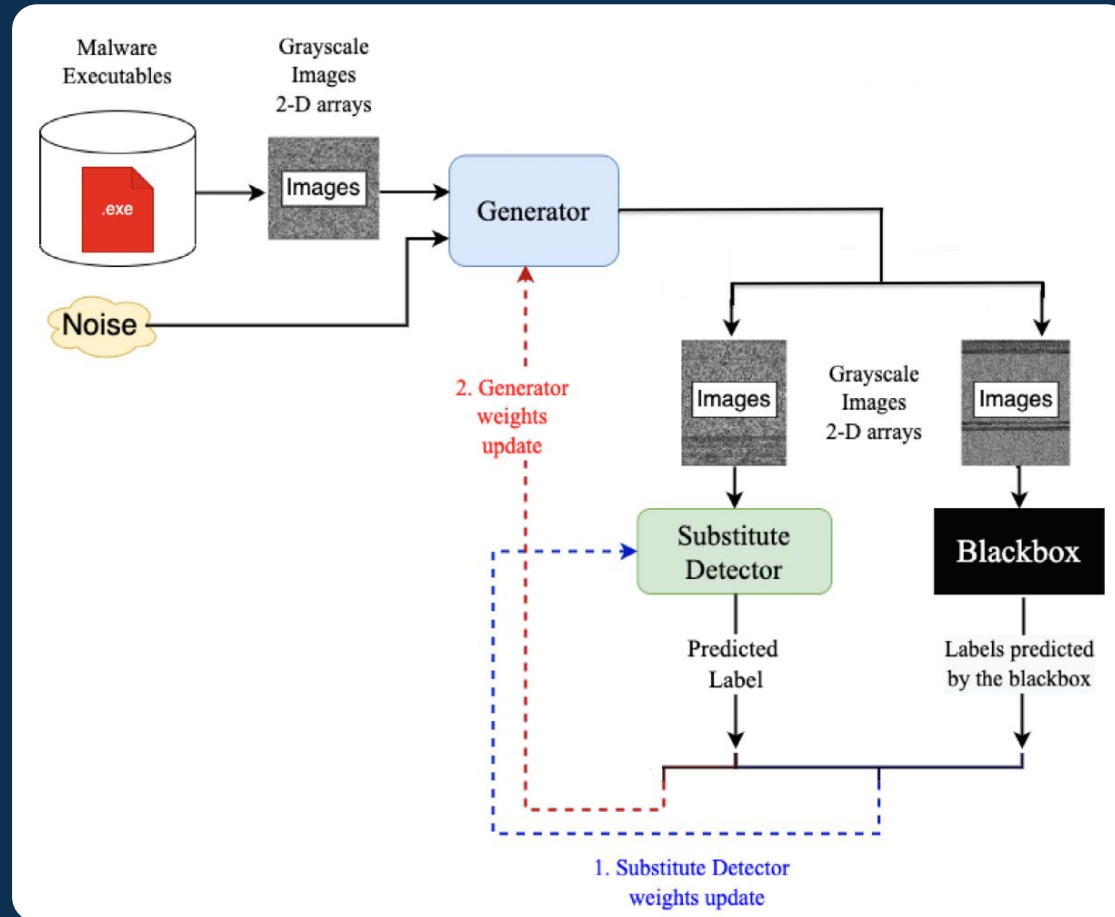 Malware
Executables
Grayscale
Images
2-D arrays
.exe
Images
Generator
Noise
2. Generator
weights
update
Images
Grayscale
Images
2-D arrays
Images
Substitute
Detector
Blackbox
Predicted
Label
Labels predicted
by the blackbox
1. Substitute Detector
weights update